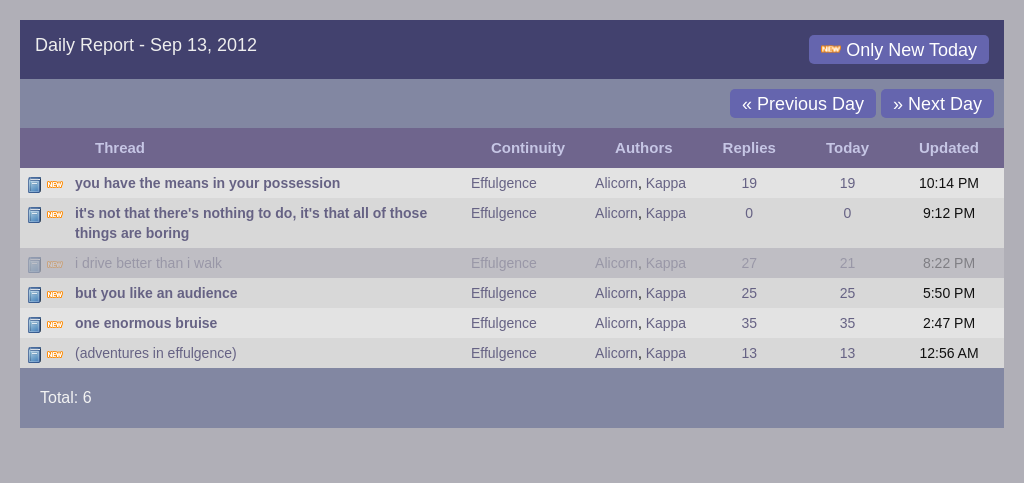 Daily Report - Sep 13, 2012
NEW Only New Today
« Previous Day » Next Day
Thread Continuity Authors Replies Today Updated
NEW you have the means in your possession Effulgence Alicorn, Kappa 19 19 10:14 PM
NEW it's not that there's nothing to do, it's that all of those Effulgence Alicorn, Kappa 0 0 9:12 PM
things are boring
NEW i drive better than i walk Effulgence Alicorn, Kappa 27 21 8:22 PM
NEW but you like an audience Effulgence Alicorn, Kappa 25 25 5:50 PM
NEW one enormous bruise Effulgence Alicorn, Kappa 35 35 2:47 PM
NEW (adventures in effulgence) Effulgence Alicorn, Kappa 13 13 12:56 AM
Total: 6